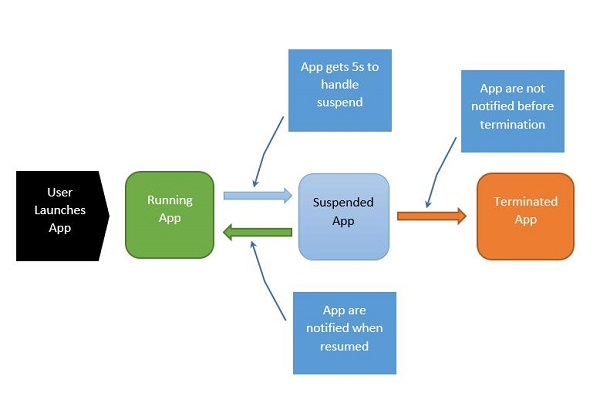 App gets 5s to
handle
suspend
App are not
notified before
termination
User
Launches
App
Running
App
Suspended
App
Terminated
App
App are
notified when
resumed